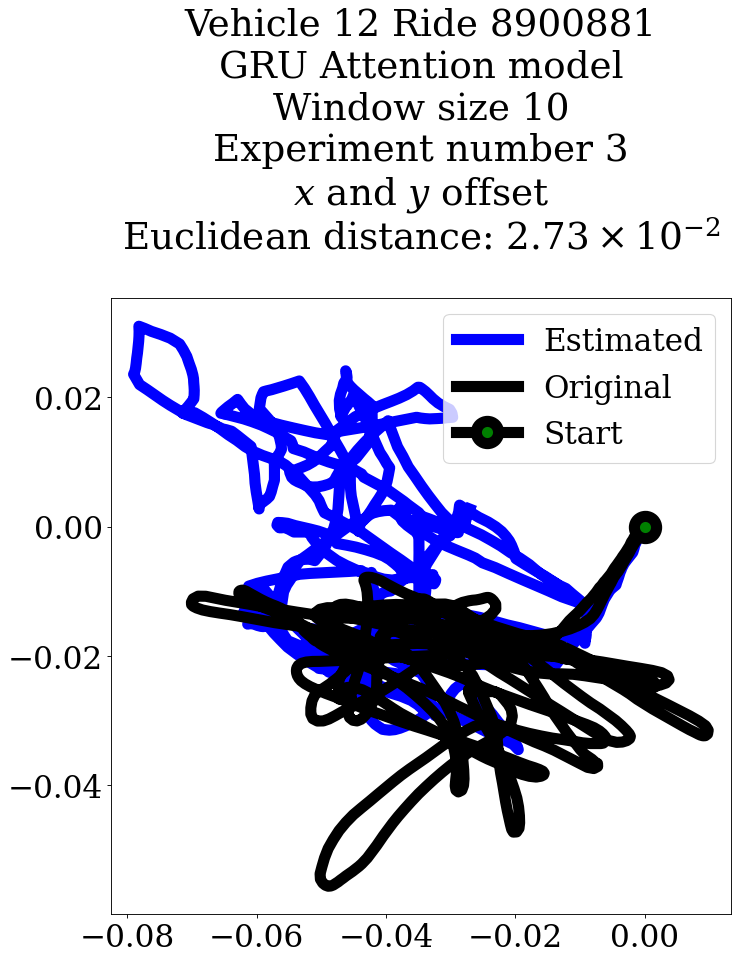 Vehicle 12 Ride 8900881
GRU Attention model
Window size 10
Experiment number 3
x and y offset
Euclidean distance: 2.73 × 10⁻²
Estimated
Original
Start
0.02
0.00
−0.02
−0.04
−0.08 −0.06 −0.04 −0.02 0.00